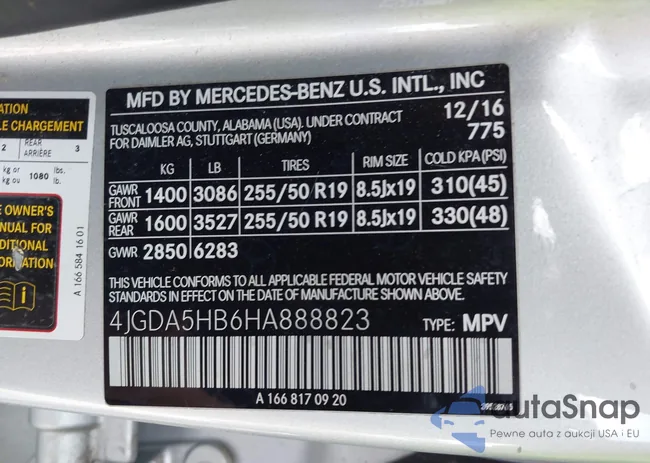 ATION
LE CHARGEMENT
2 REAR ARRIÈRE 3
kg or lbs.
kg ou 1080 lb.
E OWNER'S
NUAL FOR
DITIONAL
ORMATION
A 166 584 16 01
MFD BY MERCEDES-BENZ U.S. INTL., INC
TUSCALOOSA COUNTY, ALABAMA (USA). UNDER CONTRACT 12/16
FOR DAIMLER AG, STUTTGART (GERMANY) 775
KG LB TIRES RIM SIZE COLD KPA (PSI)
GAWR FRONT 1400 3086 255/50 R19 8.5Jx19 310(45)
GAWR REAR 1600 3527 255/50 R19 8.5Jx19 330(48)
GVWR 2850 6283
THIS VEHICLE CONFORMS TO ALL APPLICABLE FEDERAL MOTOR VEHICLE SAFETY
STANDARDS IN EFFECT ON THE DATE OF MANUFACTURE SHOWN ABOVE.
4JGDA5HB6HA888823 TYPE: MPV
A 166 817 09 20
autaSnap
Pewne auta z aukcji USA i EU